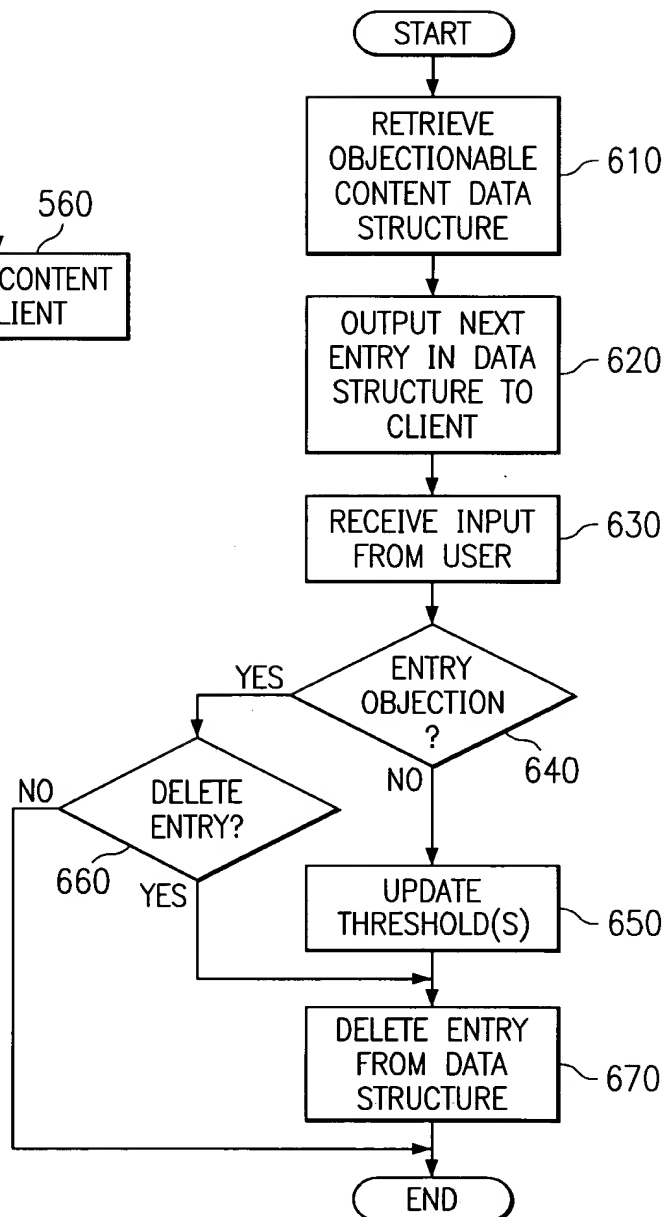 START
RETRIEVE
OBJECTIONABLE
CONTENT DATA
STRUCTURE
610
560
CONTENT
LIENT
OUTPUT NEXT
ENTRY IN DATA
STRUCTURE TO
CLIENT
620
RECEIVE INPUT
FROM USER
630
YES
ENTRY
OBJECTION
?
640
NO
NO
DELETE
ENTRY?
660
YES
UPDATE
THRESHOLD(S)
650
DELETE ENTRY
FROM DATA
STRUCTURE
670
END